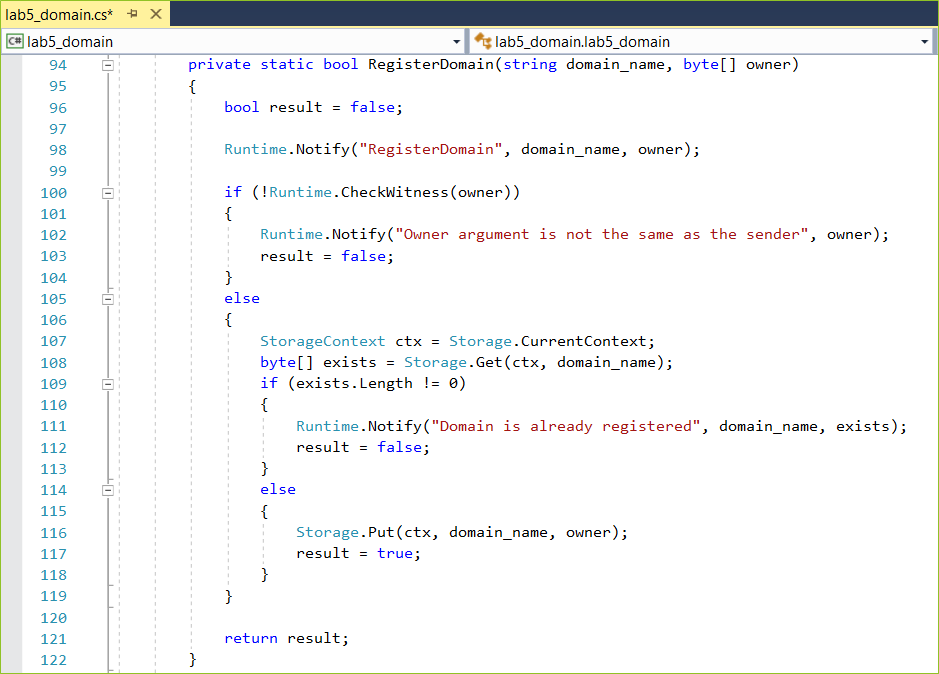 lab5_domain.cs*
C# lab5_domain lab5_domain.lab5_domain
94 private static bool RegisterDomain(string domain_name, byte[] owner)
95 {
96 bool result = false;
97
98 Runtime.Notify("RegisterDomain", domain_name, owner);
99
100 if (!Runtime.CheckWitness(owner))
101 {
102 Runtime.Notify("Owner argument is not the same as the sender", owner);
103 result = false;
104 }
105 else
106 {
107 StorageContext ctx = Storage.CurrentContext;
108 byte[] exists = Storage.Get(ctx, domain_name);
109 if (exists.Length != 0)
110 {
111 Runtime.Notify("Domain is already registered", domain_name, exists);
112 result = false;
113 }
114 else
115 {
116 Storage.Put(ctx, domain_name, owner);
117 result = true;
118 }
119 }
120
121 return result;
122 }